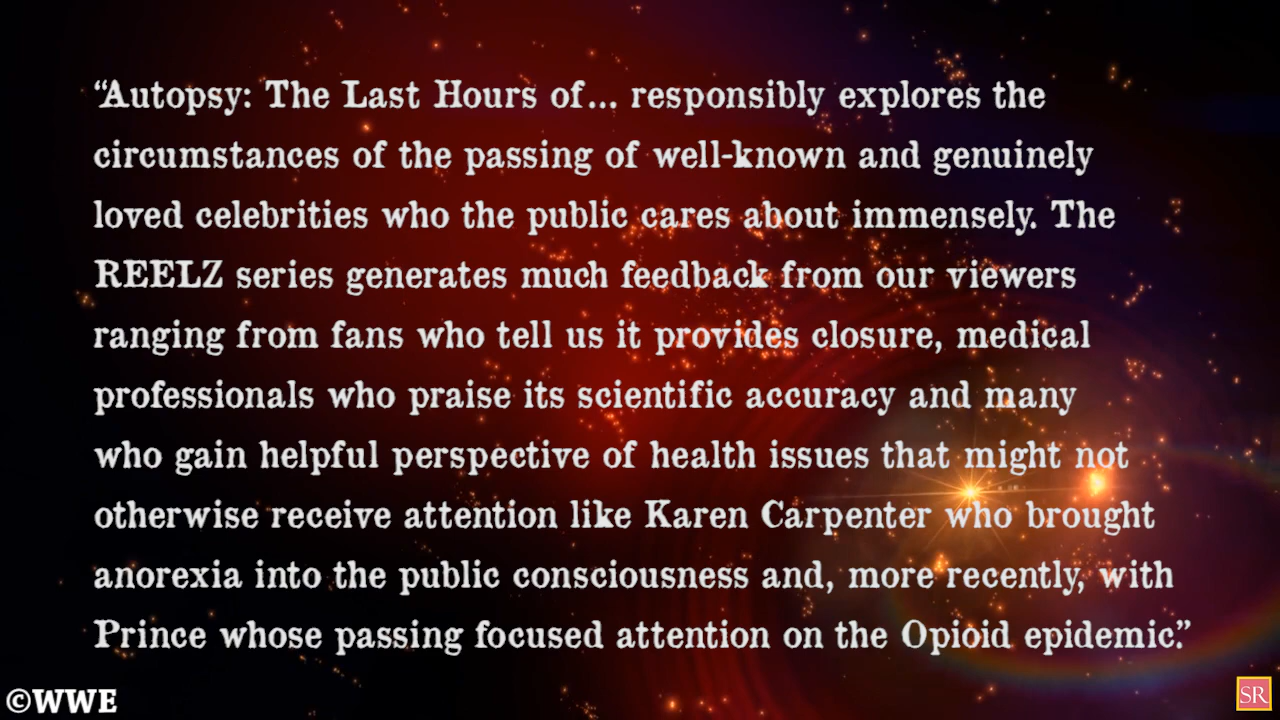 “Autopsy: The Last Hours of... responsibly explores the
circumstances of the passing of well-known and genuinely
loved celebrities who the public cares about immensely. The
REELZ series generates much feedback from our viewers
ranging from fans who tell us it provides closure, medical
professionals who praise its scientific accuracy and many
who gain helpful perspective of health issues that might not
otherwise receive attention like Karen Carpenter who brought
anorexia into the public consciousness and, more recently, with
Prince whose passing focused attention on the Opioid epidemic.”
©WWE
SR